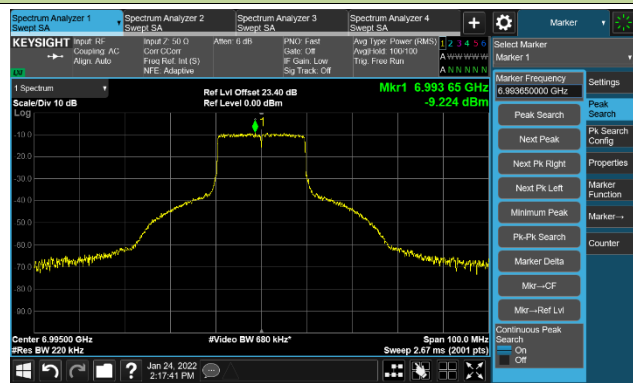 Spectrum Analyzer 1
Swept SA
Spectrum Analyzer 2
Swept SA
Spectrum Analyzer 3
Swept SA
Spectrum Analyzer 4
Swept SA
+
Marker
KEYSIGHT
Input: RF
Coupling: AC
Align: Auto
Input Z: 50 Ω
Corr CCorr
Freq Ref: Int (S)
NFE: Adaptive
Atten: 6 dB
PNO: Fast
Gate: Off
IF Gain: Low
Sig Track: Off
Avg Type: Power (RMS)
Avg|Hold: 100/100
Trig: Free Run
1 2 3 4 5 6
A WW WW W
A N N N N N
Select Marker
Marker 1
LU
1 Spectrum
Scale/Div 10 dB
Ref Lvl Offset 23.40 dB
Ref Level 0.00 dBm
Mkr1 6.993 65 GHz
-9.224 dBm
Log
1
-10.0
-20.0
-30.0
-40.0
-50.0
-60.0
-70.0
-80.0
-90.0
Center 6.99500 GHz
#Res BW 220 kHz
#Video BW 680 kHz*
Span 100.0 MHz
Sweep 2.67 ms (2001 pts)
Marker Frequency
6.993650000 GHz
Peak Search
Next Peak
Next Pk Right
Next Pk Left
Minimum Peak
Pk-Pk Search
Marker Delta
Mkr→CF
Mkr→Ref Lvl
Continuous Peak
Search
On
Off
Settings
Peak
Search
Pk Search
Config
Properties
Marker
Function
Marker→
Counter
?
Jan 24, 2022
2:17:41 PM